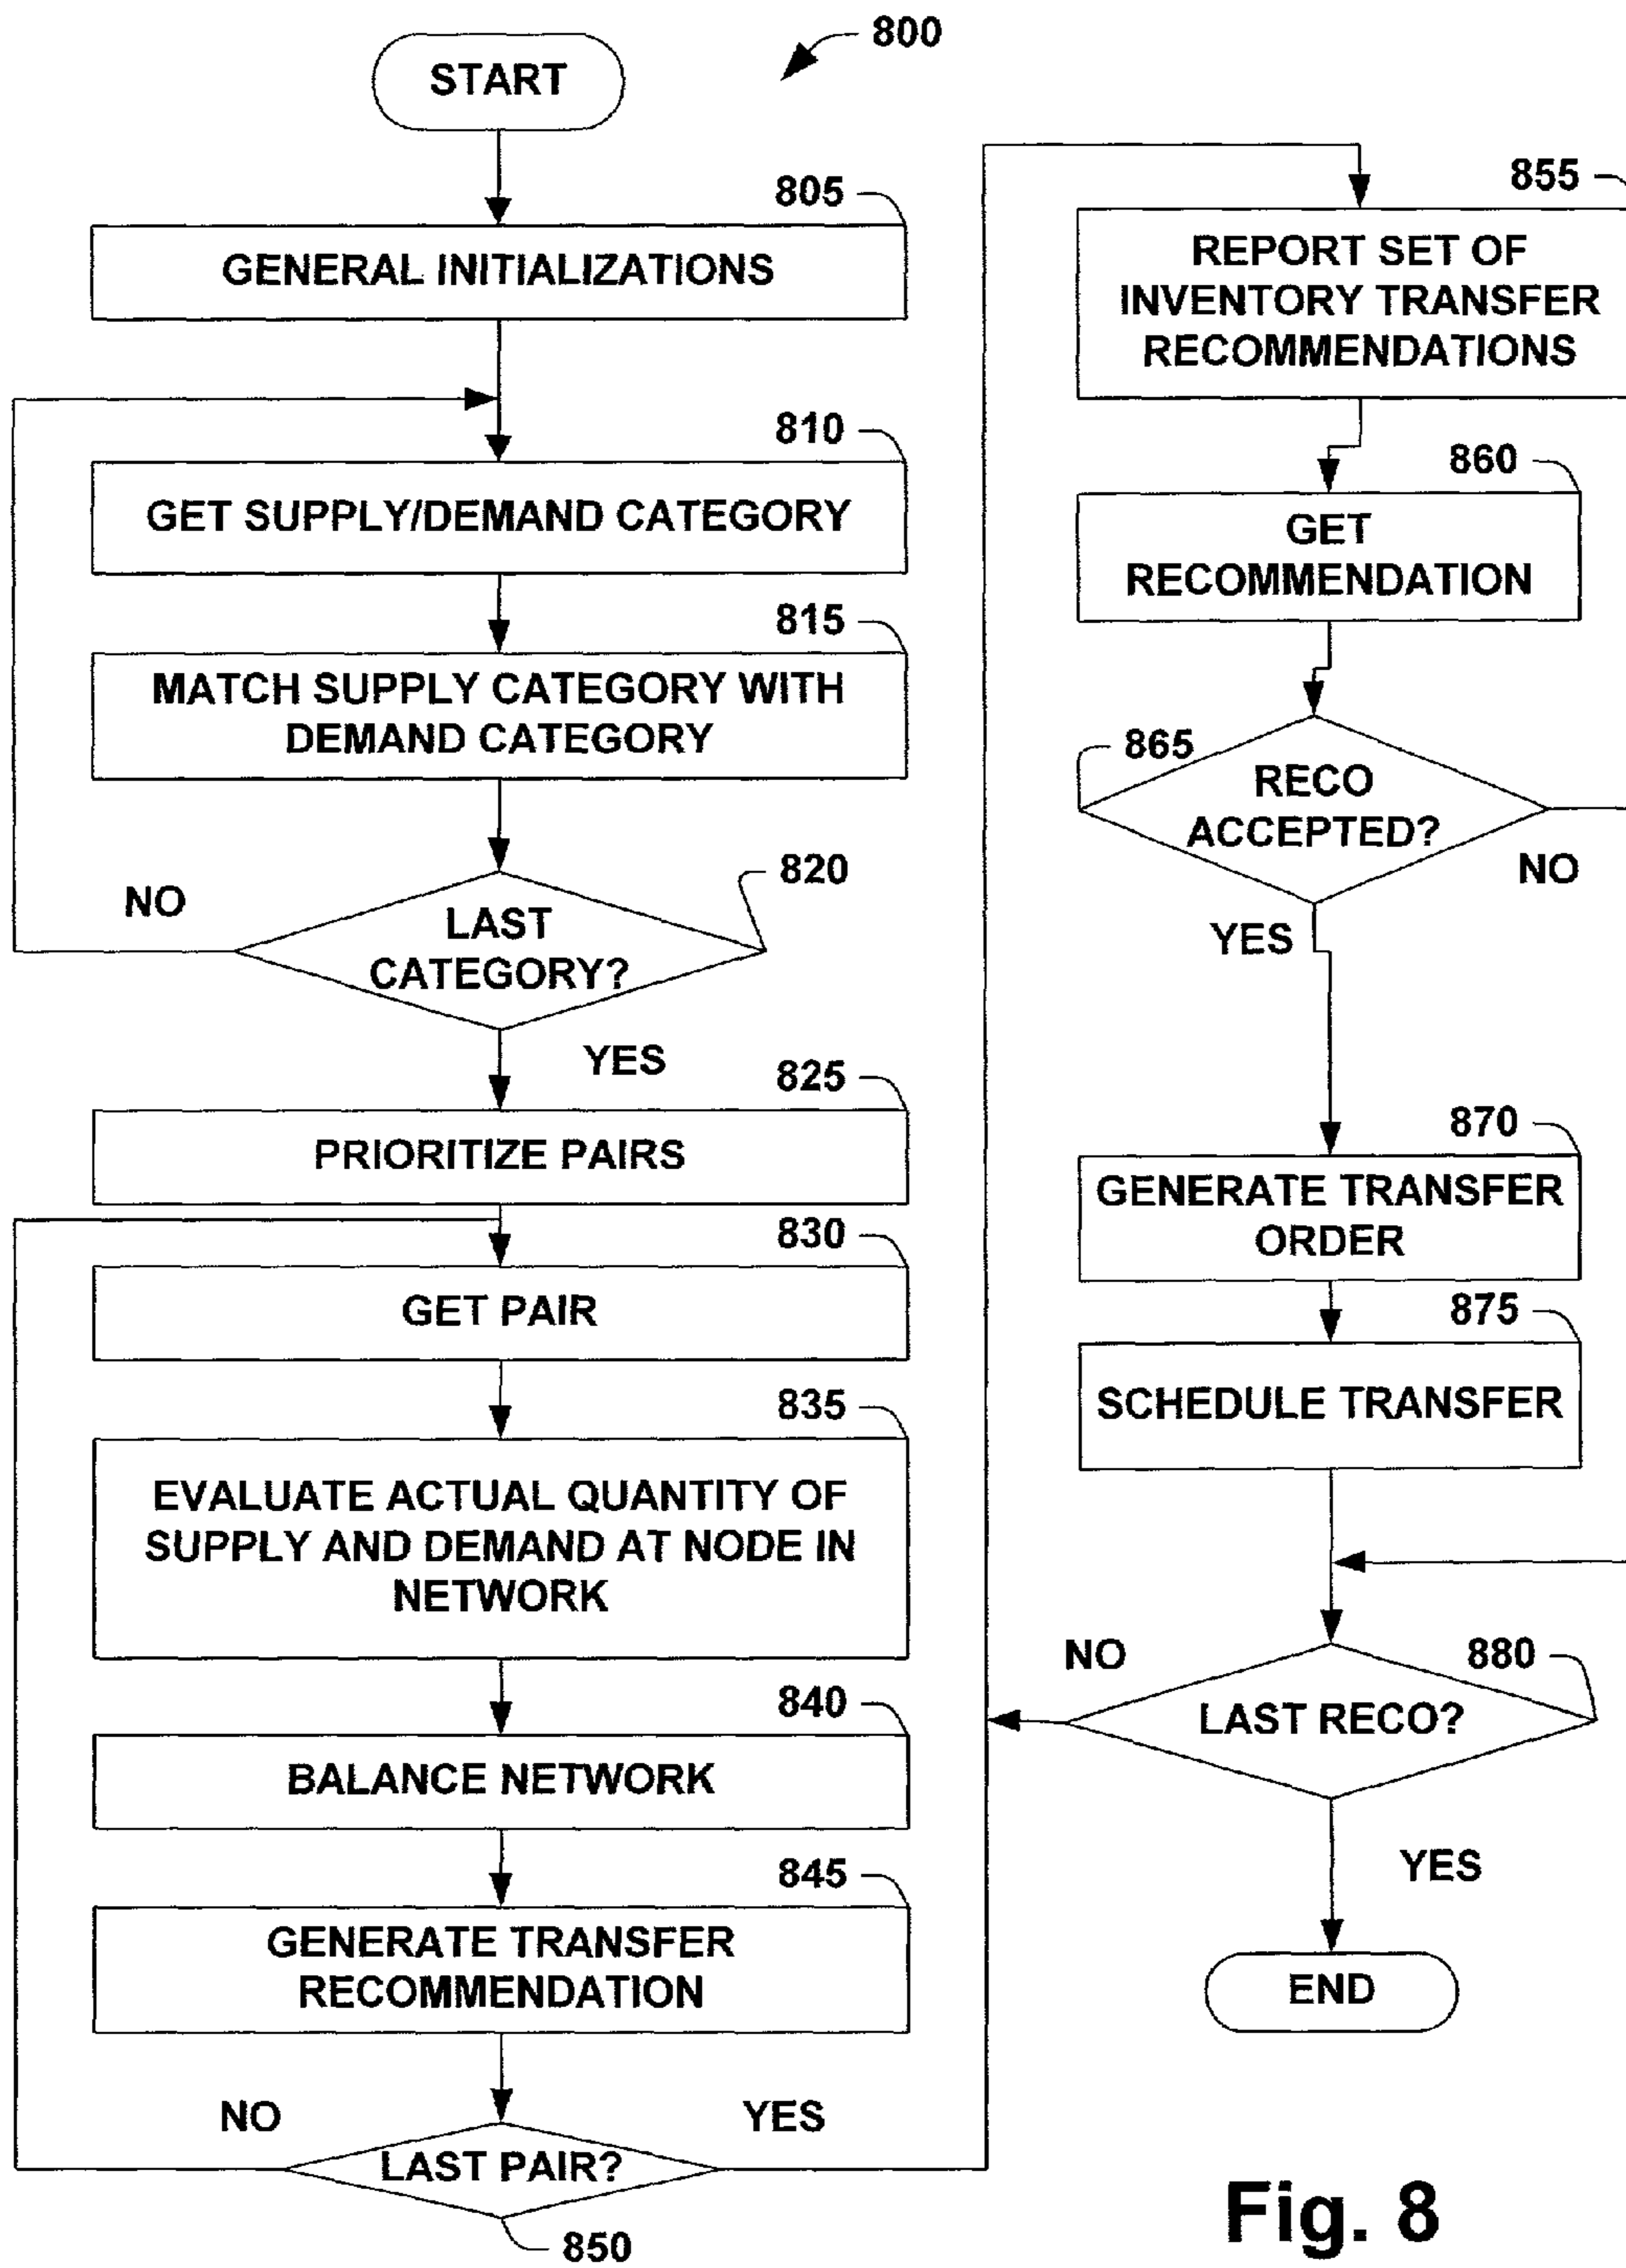 800
START
805
GENERAL INITIALIZATIONS
810
GET SUPPLY/DEMAND CATEGORY
815
MATCH SUPPLY CATEGORY WITH
DEMAND CATEGORY
820
NO
LAST
CATEGORY?
YES
825
PRIORITIZE PAIRS
830
GET PAIR
835
EVALUATE ACTUAL QUANTITY OF
SUPPLY AND DEMAND AT NODE IN
NETWORK
840
BALANCE NETWORK
845
GENERATE TRANSFER
RECOMMENDATION
NO
YES
LAST PAIR?
850
855
REPORT SET OF
INVENTORY TRANSFER
RECOMMENDATIONS
860
GET
RECOMMENDATION
865
RECO
ACCEPTED?
NO
YES
870
GENERATE TRANSFER
ORDER
875
SCHEDULE TRANSFER
NO
880
LAST RECO?
YES
END
Fig. 8